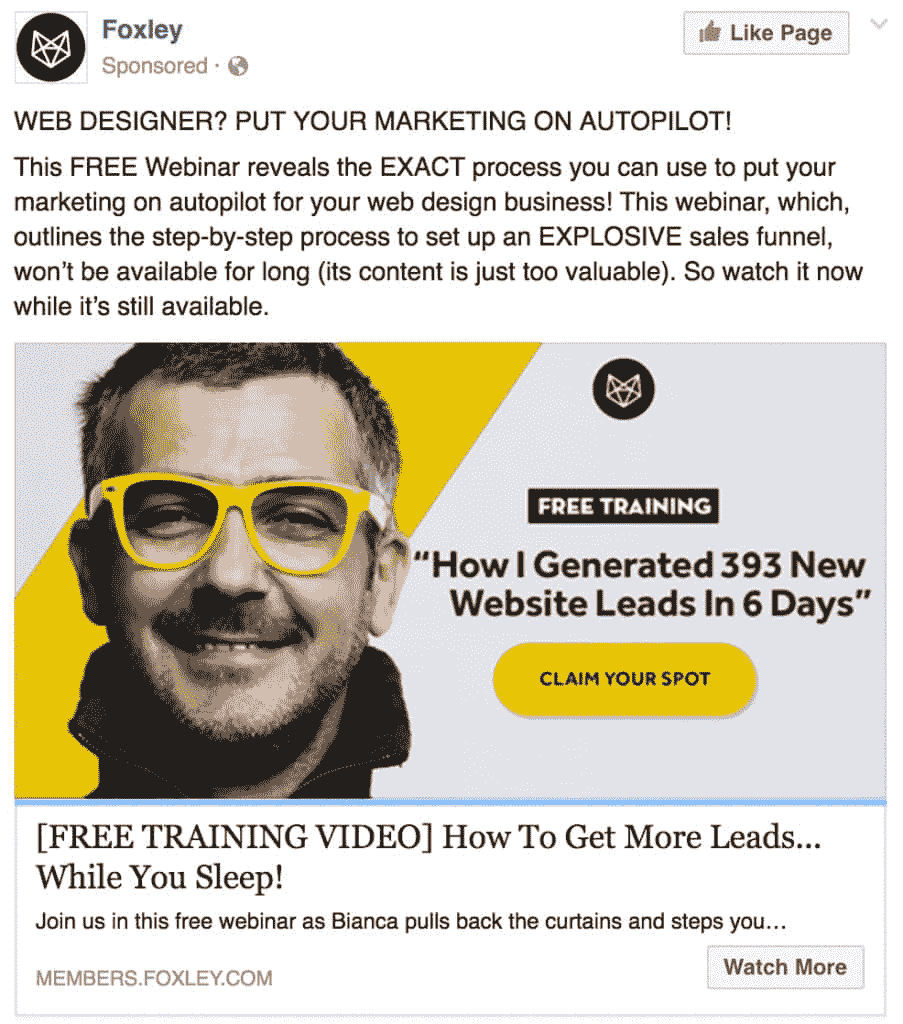 Foxley
Like Page
Sponsored ·
WEB DESIGNER? PUT YOUR MARKETING ON AUTOPILOT!
This FREE Webinar reveals the EXACT process you can use to put your
marketing on autopilot for your web design business! This webinar, which,
outlines the step-by-step process to set up an EXPLOSIVE sales funnel,
won't be available for long (its content is just too valuable). So watch it now
while it's still available.
FREE TRAINING
“How I Generated 393 New
Website Leads In 6 Days”
CLAIM YOUR SPOT
[FREE TRAINING VIDEO] How To Get More Leads...
While You Sleep!
Join us in this free webinar as Bianca pulls back the curtains and steps you...
MEMBERS.FOXLEY.COM
Watch More